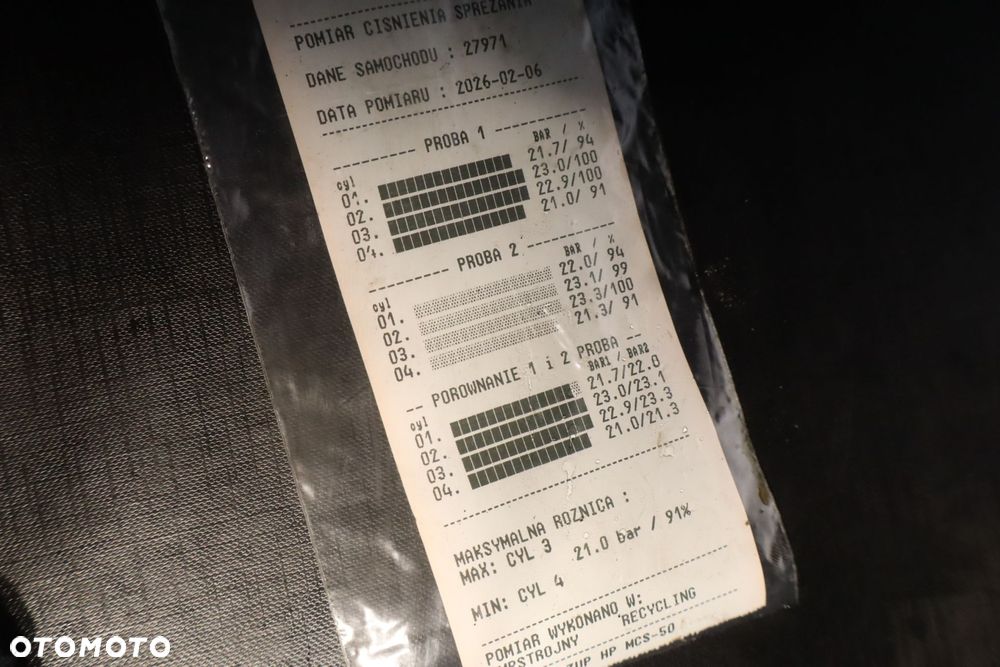 POMIAR CISNIENIA SPREZANIA
DANE SAMOCHODU : 27971
DATA POMIARU : 2026-02-06
PROBA 1
cyl BAR / %
01. 21.7/ 94
02. 23.0/100
03. 22.9/100
04. 21.0/ 91
PROBA 2
cyl BAR / %
01. 22.0/ 94
02. 23.1/ 99
03. 23.3/100
04. 21.3/ 91
POROWNANIE 1 i 2 PROBA
cyl BAR1 / BAR2
01. 21.7/22.0
02. 23.0/23.1
03. 22.9/23.3
04. 21.0/21.3
MAKSYMALNA ROZNICA :
MAX: CYL 3
21.0 bar / 91%
MIN: CYL 4
POMIAR WYKONANO W:
RECYCLING
HP MCS-50
OTOMOTO